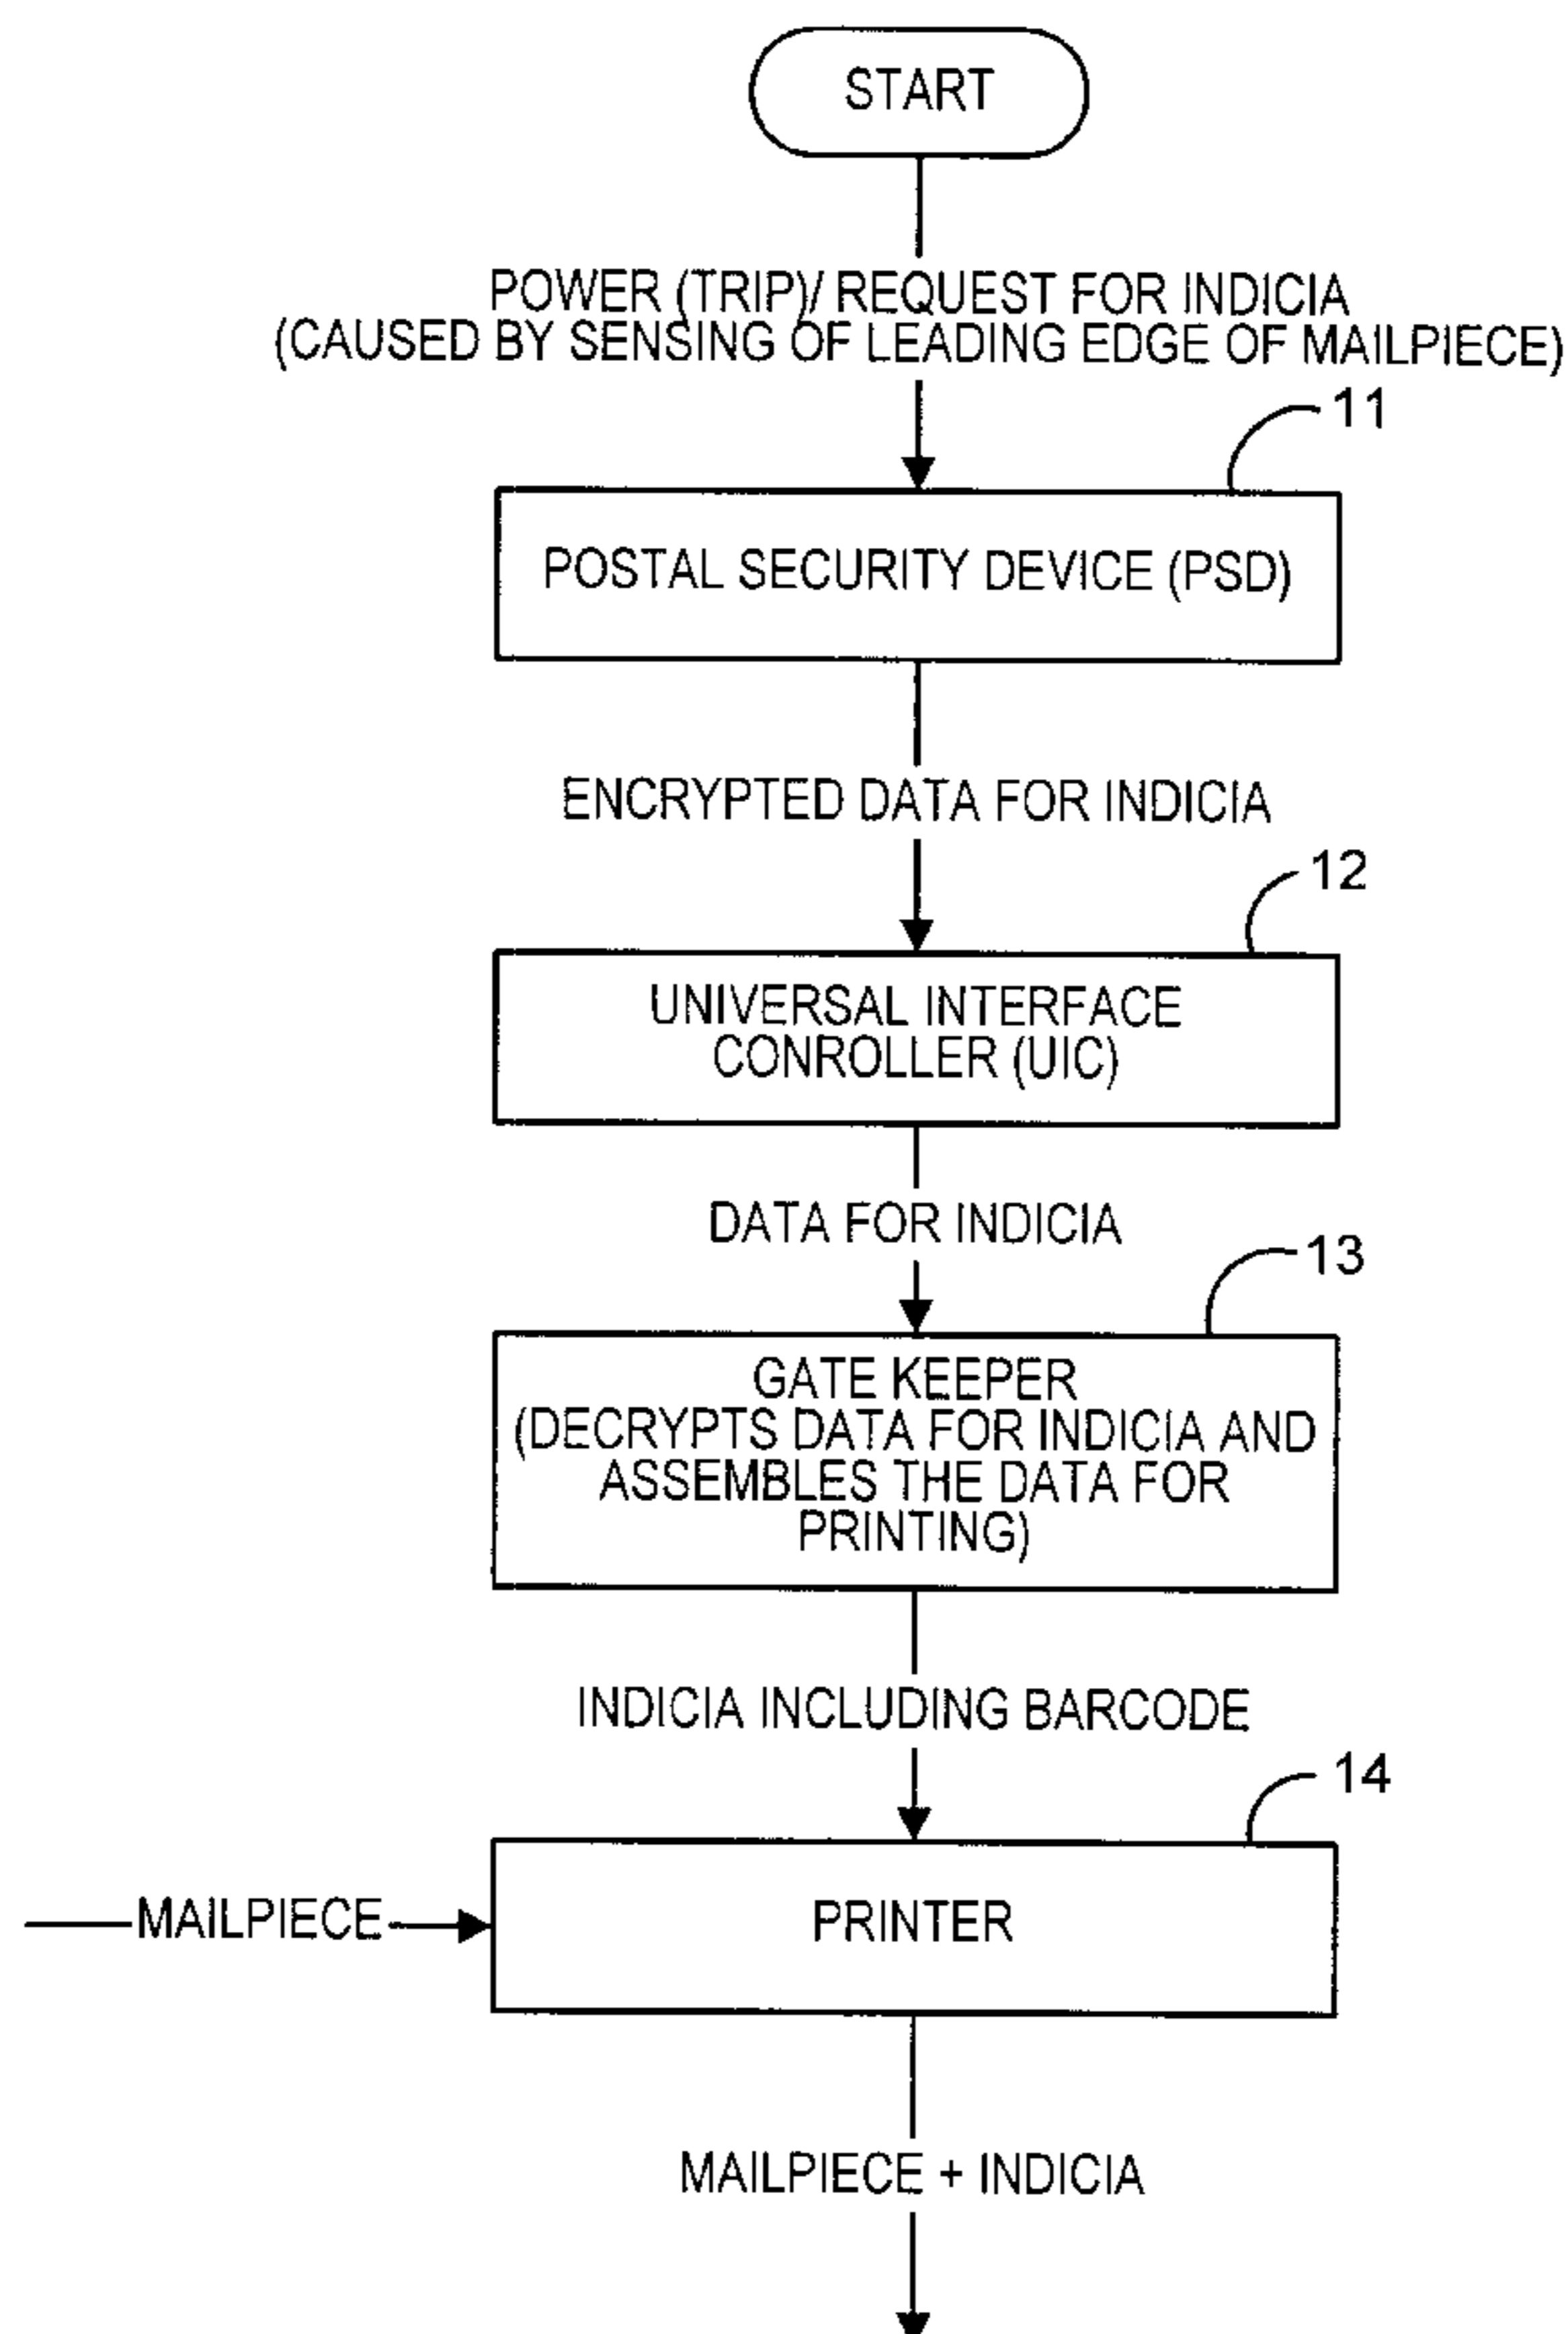 START
POWER (TRIP)/ REQUEST FOR INDICIA
(CAUSED BY SENSING OF LEADING EDGE OF MAILPIECE)
11
POSTAL SECURITY DEVICE (PSD)
ENCRYPTED DATA FOR INDICIA
12
UNIVERSAL INTERFACE
CONROLLER (UIC)
DATA FOR INDICIA
13
GATE KEEPER
(DECRYPTS DATA FOR INDICIA AND
ASSEMBLES THE DATA FOR
PRINTING)
INDICIA INCLUDING BARCODE
14
MAILPIECE
PRINTER
MAILPIECE + INDICIA